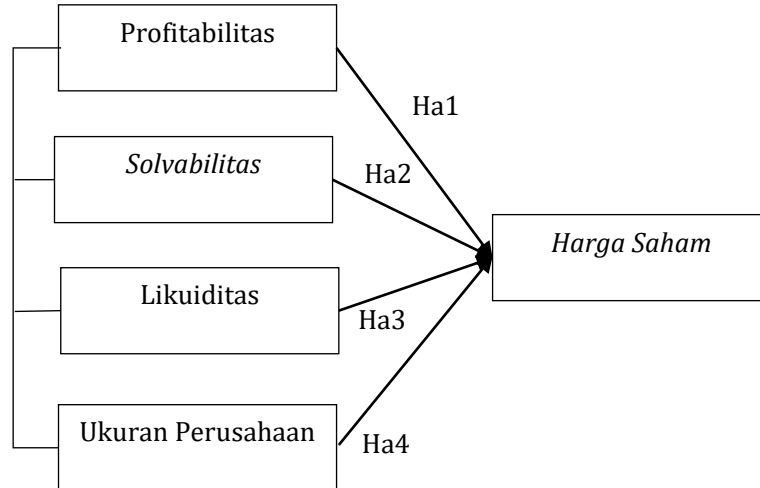 Profitabilitas
Ha1
Solvabilitas
Ha2
Harga Saham
Likuiditas
Ha3
Ukuran Perusahaan
Ha4